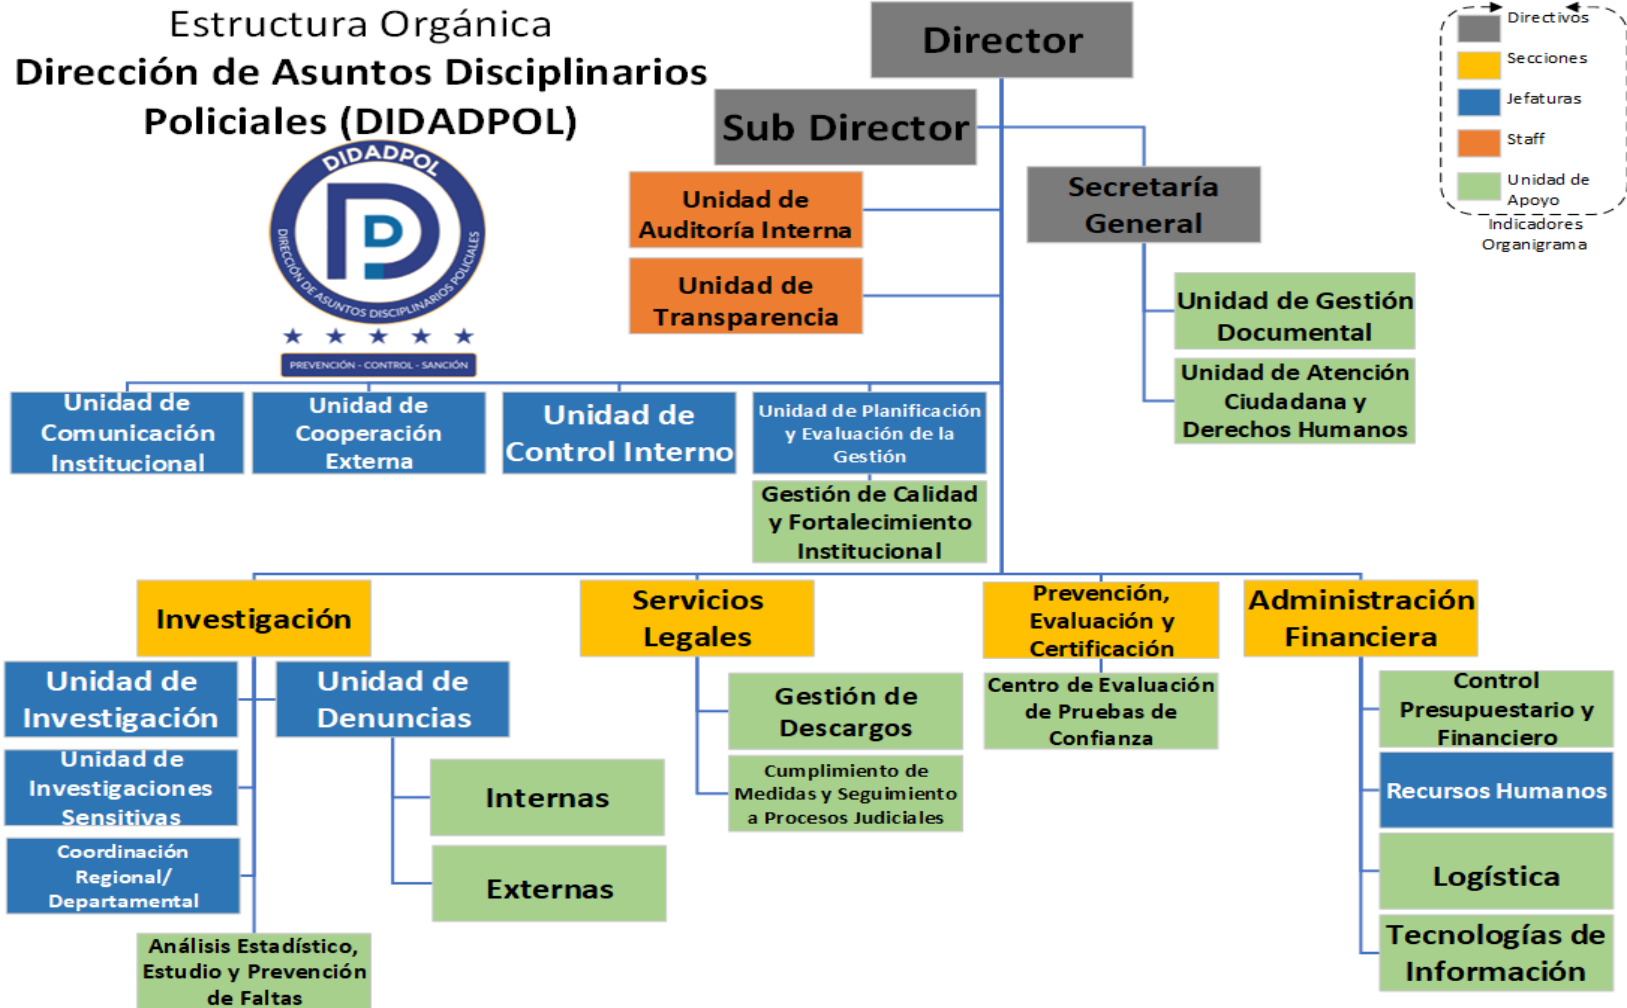 Estructura Orgánica
Dirección de Asuntos Disciplinarios
Policiales (DIDADPOL)
DIDADPOL
DIRECCIÓN DE ASUNTOS DISCIPLINARIOS POLICIALES
PREVENCIÓN - CONTROL - SANCIÓN
Director
Sub Director
Secretaría
General
Directivos
Secciones
Jefaturas
Staff
Unidad de
Apoyo
Indicadores
Organigrama
Unidad de
Auditoría Interna
Unidad de
Transparencia
Unidad de Gestión
Documental
Unidad de Atención
Ciudadana y
Derechos Humanos
Unidad de
Comunicación
Institucional
Unidad de
Cooperación
Externa
Unidad de
Control Interno
Unidad de Planificación
y Evaluación de la
Gestión
Gestión de Calidad
y Fortalecimiento
Institucional
Investigación
Servicios
Legales
Prevención,
Evaluación y
Certificación
Administración
Financiera
Unidad de
Investigación
Unidad de
Denuncias
Unidad de
Investigaciones
Sensitivas
Coordinación
Regional/
Departamental
Internas
Externas
Análisis Estadístico,
Estudio y Prevención
de Faltas
Gestión de
Descargos
Cumplimiento de
Medidas y Seguimiento
a Procesos Judiciales
Centro de Evaluación
de Pruebas de
Confianza
Control
Presupuestario y
Financiero
Recursos Humanos
Logística
Tecnologías de
Información